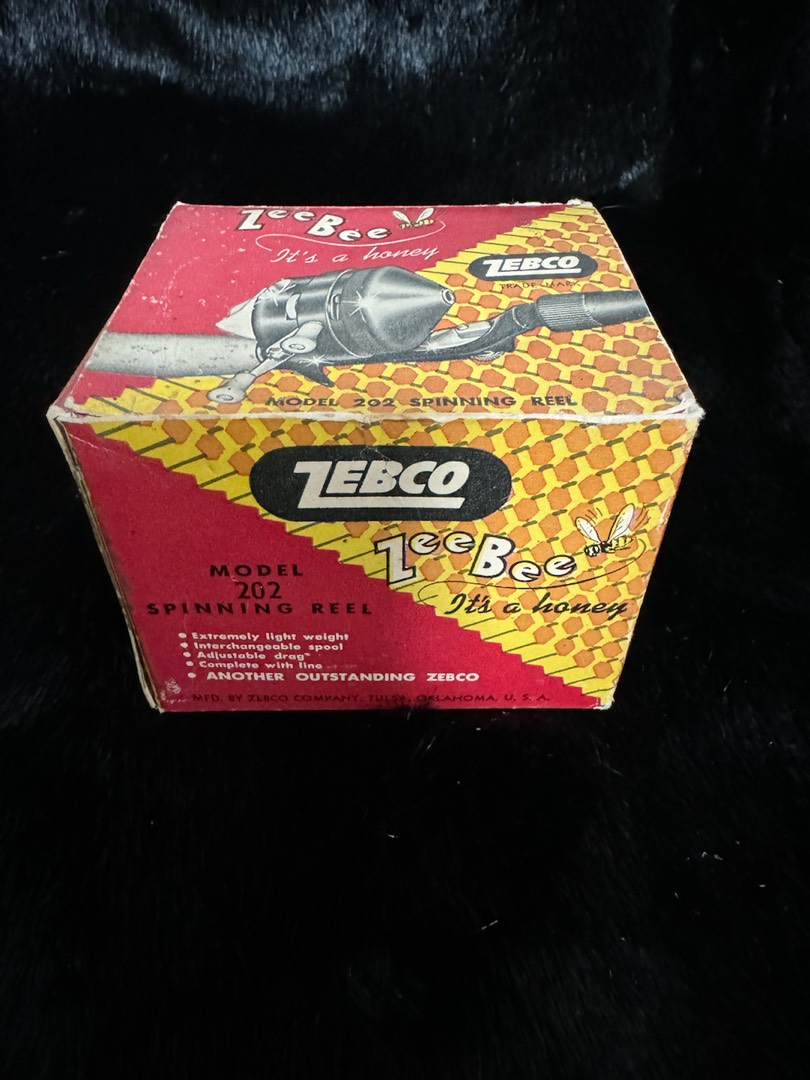 ZeeBee
It's a honey
ZEBCO
TRADE MARK
MODEL 202 SPINNING REEL
ZEBCO
ZeeBee
It's a honey
MODEL
202
SPINNING REEL
• Extremely light weight
• Interchangeable spool
• Adjustable drag
• Complete with line
• ANOTHER OUTSTANDING ZEBCO
MFD. BY ZEBCO COMPANY, TULSA, OKLAHOMA, U. S. A.